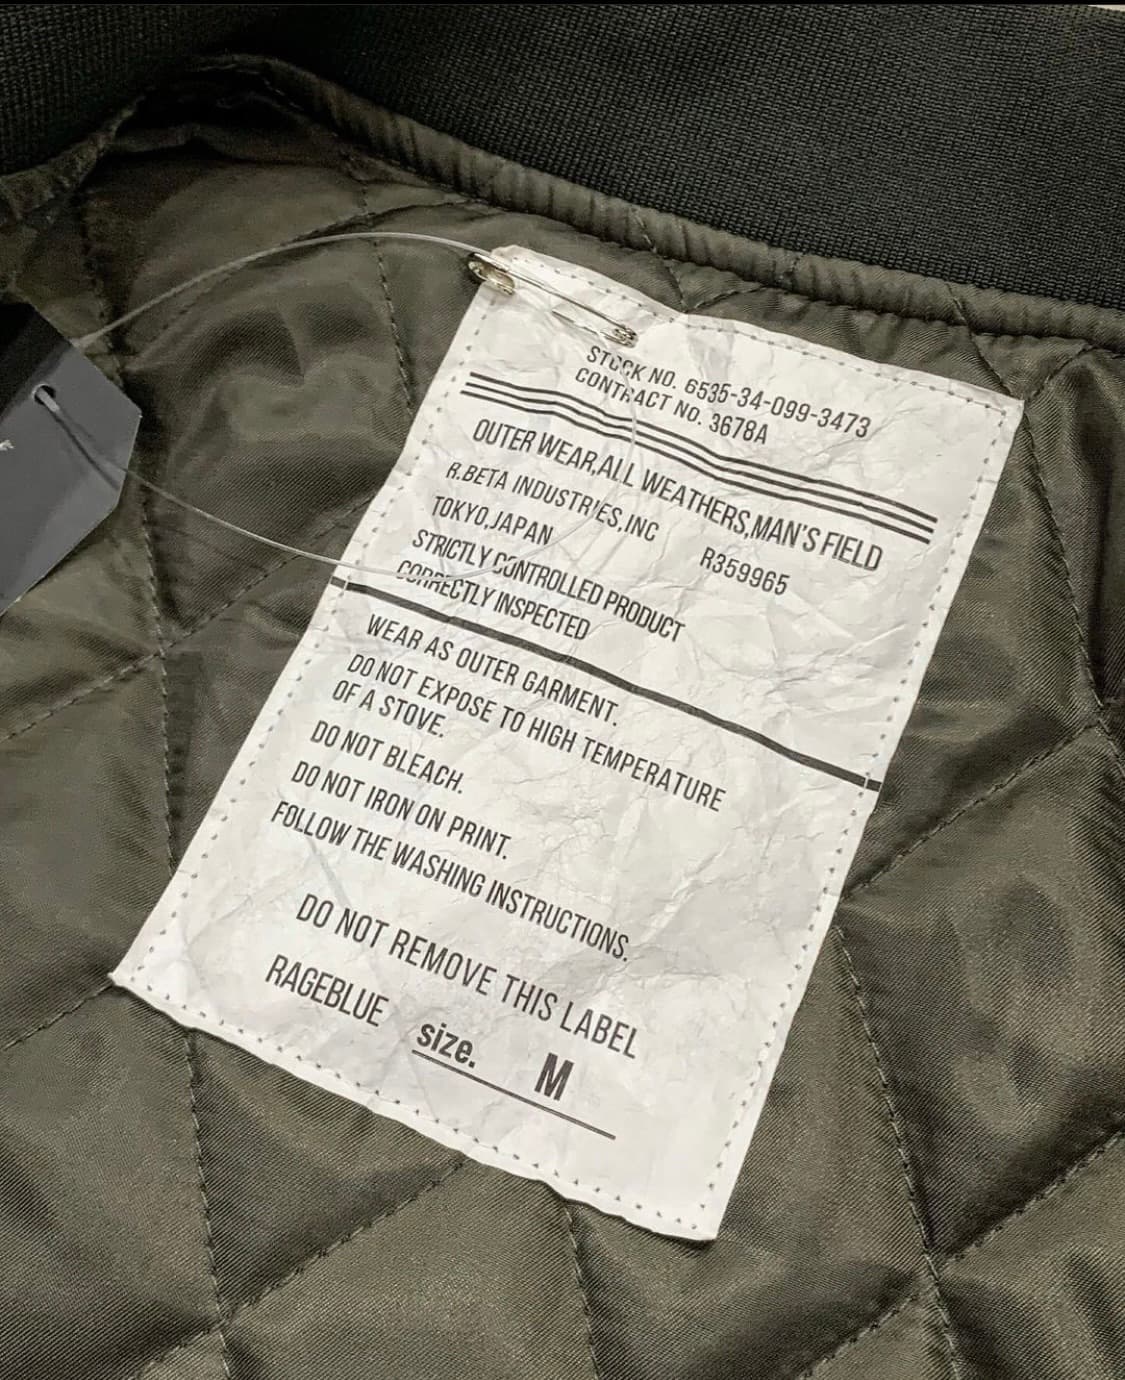 STOCK NO. 6535-34-099-3473
CONTRACT NO. 3678A
OUTER WEAR,ALL WEATHERS,MAN'S FIELD
R.BETA INDUSTRIES,INC
TOKYO,JAPAN R359965
STRICTLY CONTROLLED PRODUCT
CORRECTLY INSPECTED
WEAR AS OUTER GARMENT.
DO NOT EXPOSE TO HIGH TEMPERATURE
OF A STOVE.
DO NOT BLEACH.
DO NOT IRON ON PRINT.
FOLLOW THE WASHING INSTRUCTIONS.
DO NOT REMOVE THIS LABEL
RAGEBLUE size. M